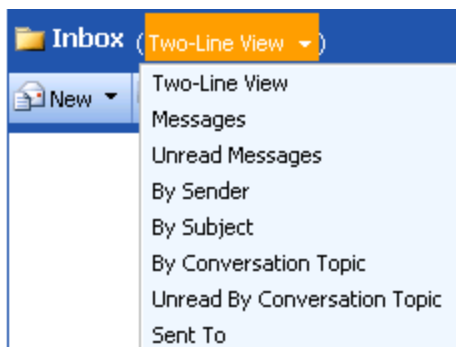 Inbox (Two-Line View)
New
Two-Line View
Messages
Unread Messages
By Sender
By Subject
By Conversation Topic
Unread By Conversation Topic
Sent To